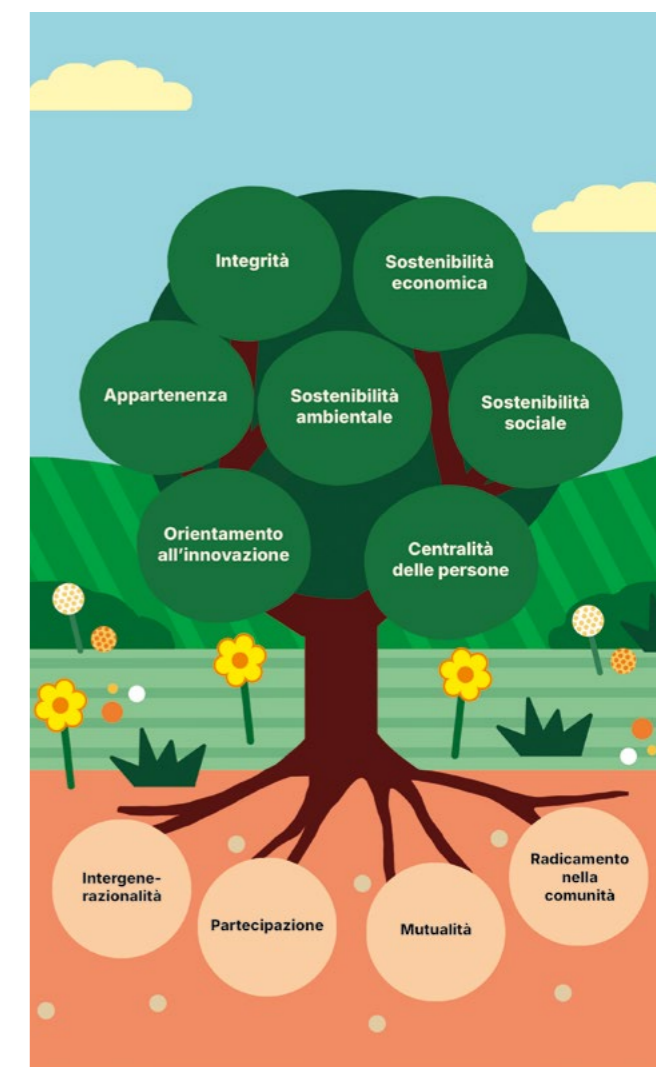 Integrità
Sostenibilità
economica
Appartenenza
Sostenibilità
ambientale
Sostenibilità
sociale
Orientamento
all’innovazione
Centralità
delle persone
Intergene-
razionalità
Partecipazione
Mutualità
Radicamento
nella
comunità